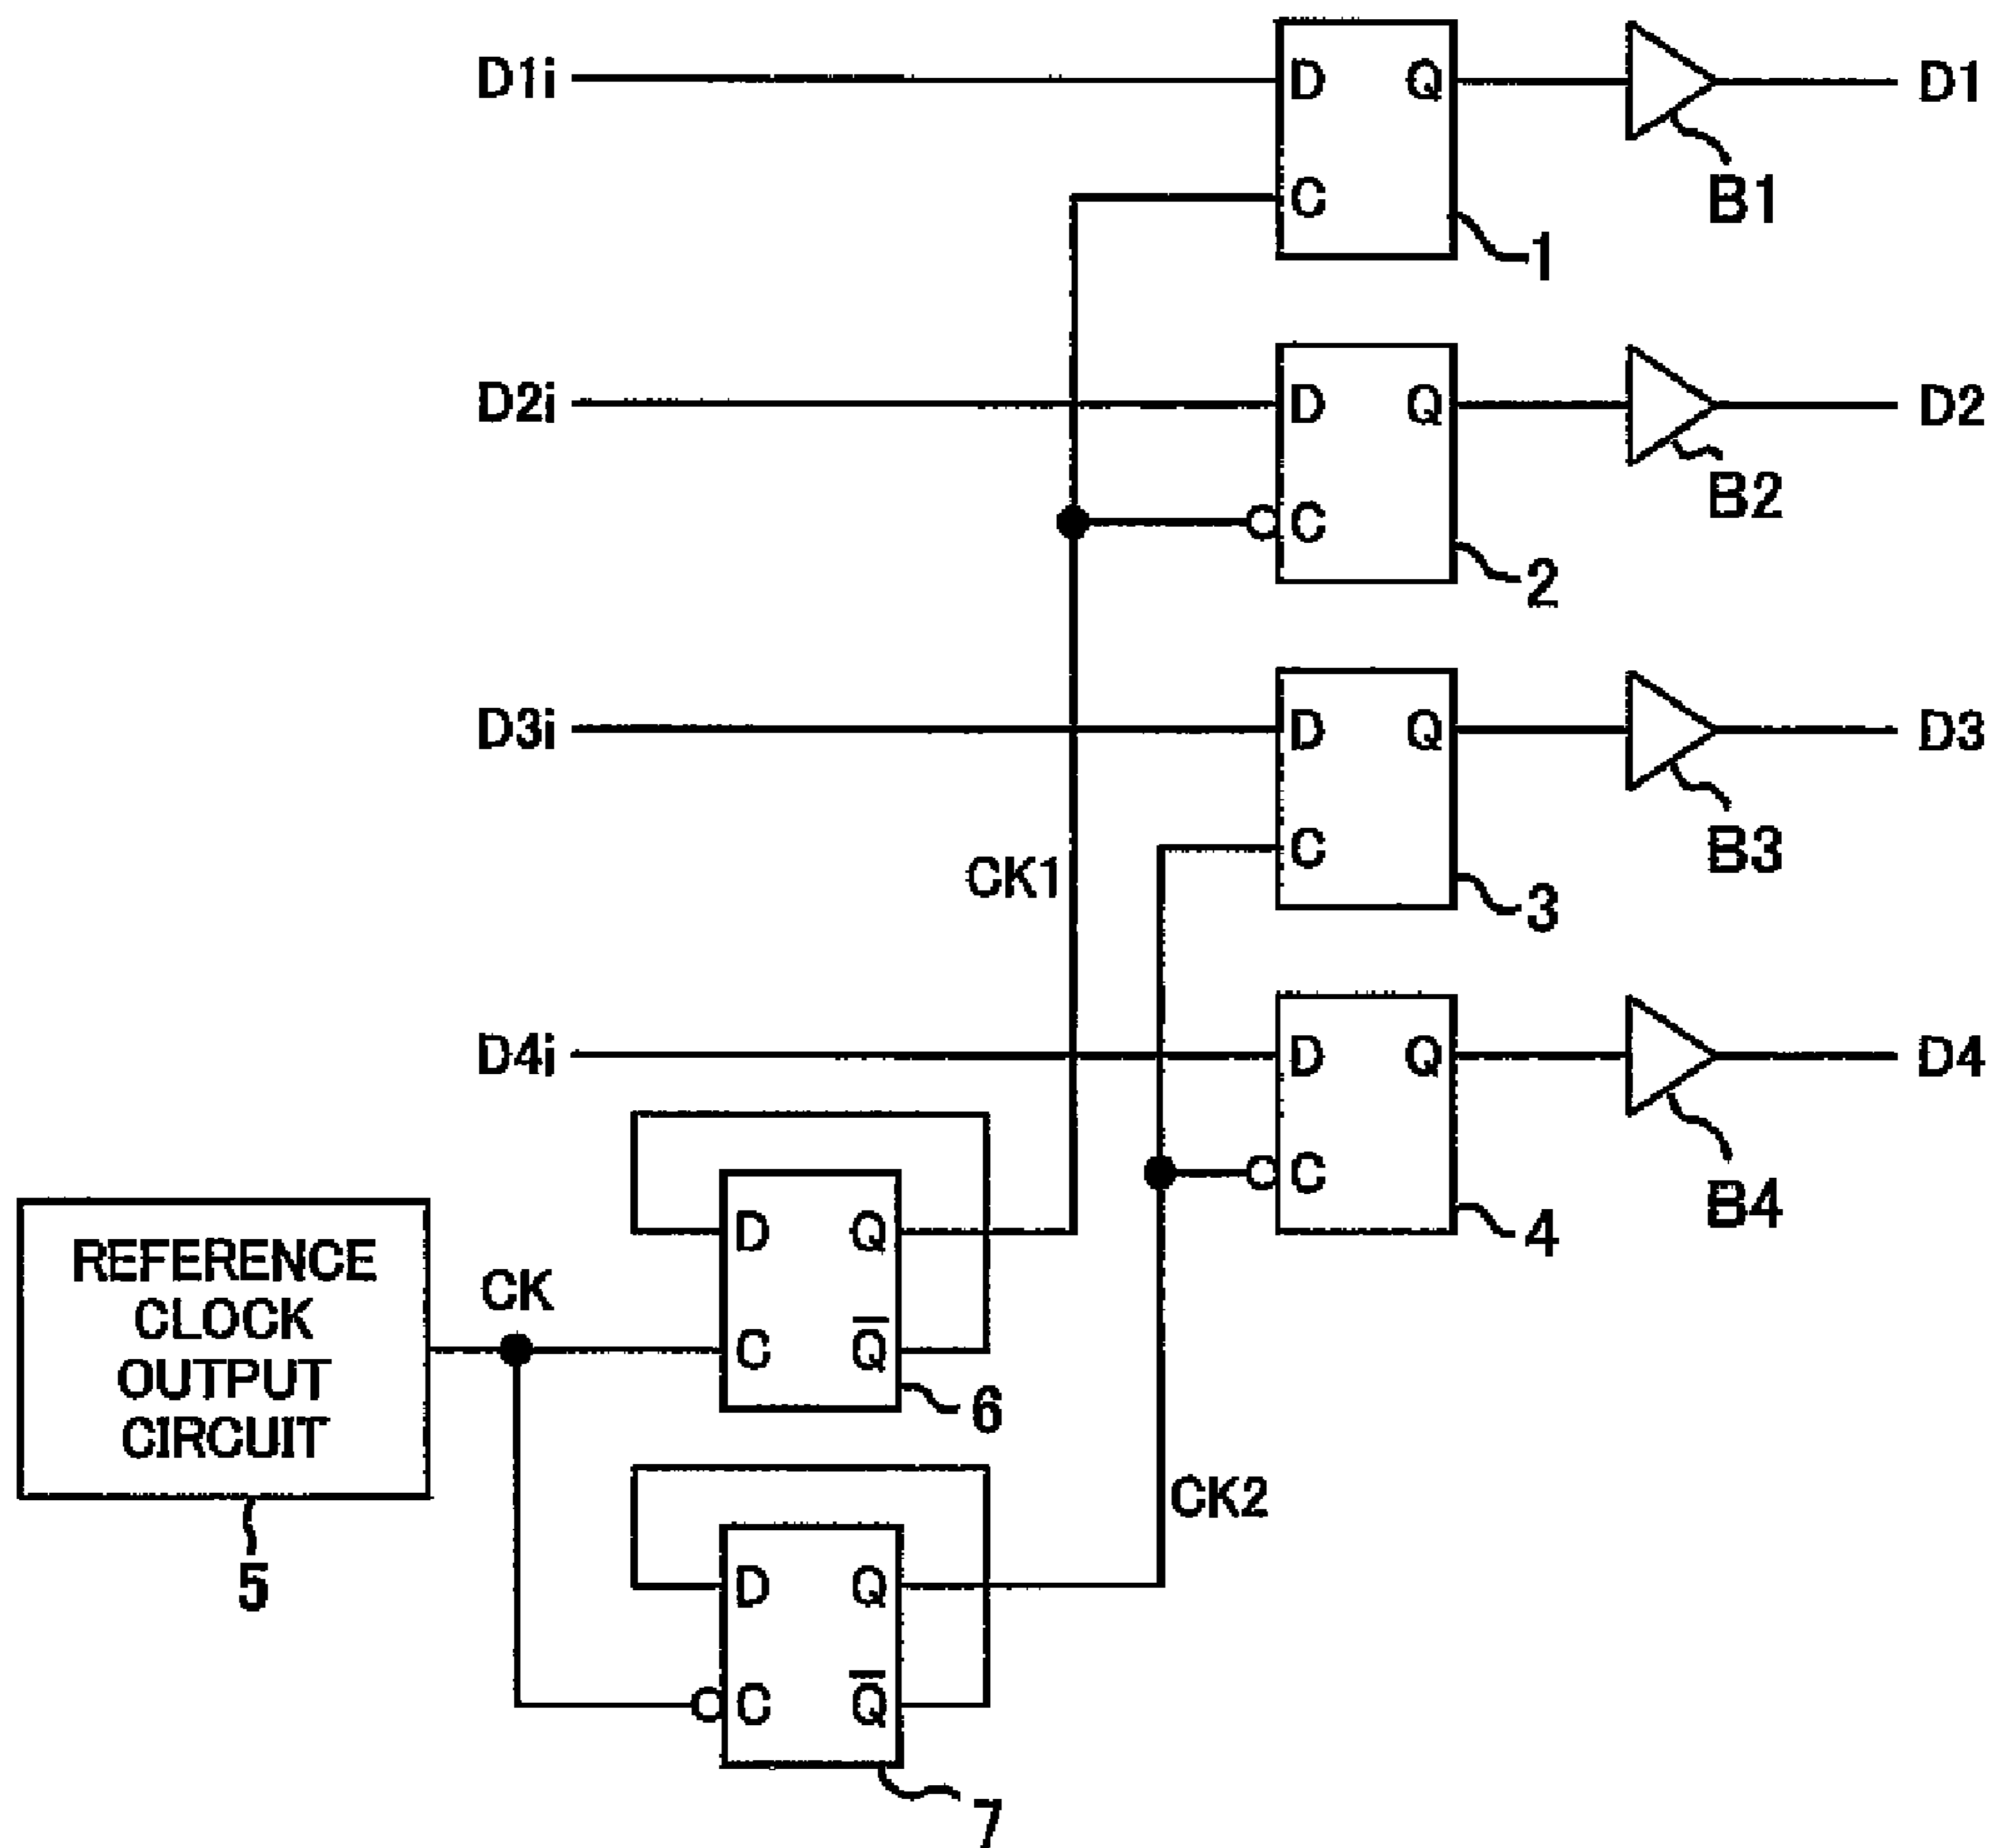 D1i D Q D1
C
B1
1
D2i D Q D2
C
B2
2
D3i D Q D3
C
B3
CK1
3
D4i D Q D4
C
B4
4
REFERENCE
CLOCK
OUTPUT
CIRCUIT
5
CK
D Q
C Q̅
6
CK2
D Q
C Q̅
7